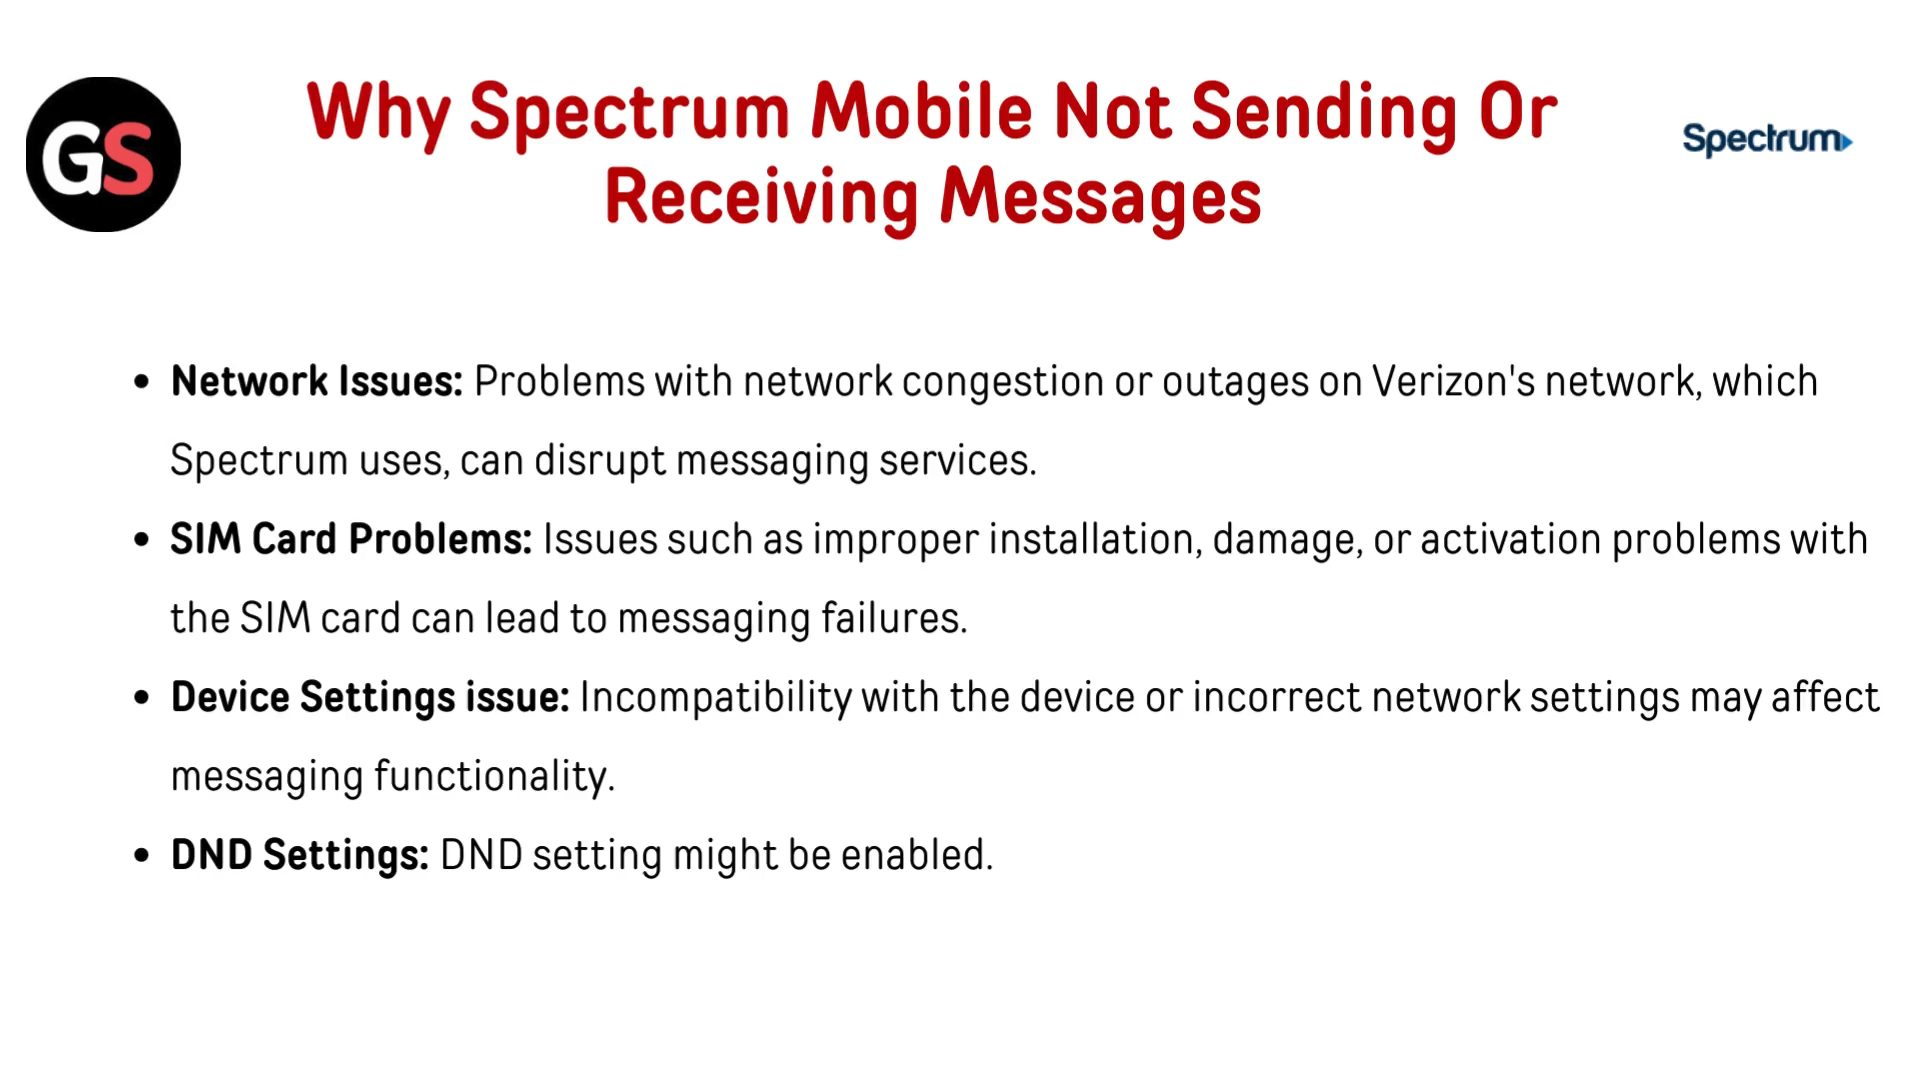 GS
Why Spectrum Mobile Not Sending Or
Receiving Messages
Spectrum
• Network Issues: Problems with network congestion or outages on Verizon's network, which
Spectrum uses, can disrupt messaging services.
• SIM Card Problems: Issues such as improper installation, damage, or activation problems with
the SIM card can lead to messaging failures.
• Device Settings issue: Incompatibility with the device or incorrect network settings may affect
messaging functionality.
• DND Settings: DND setting might be enabled.